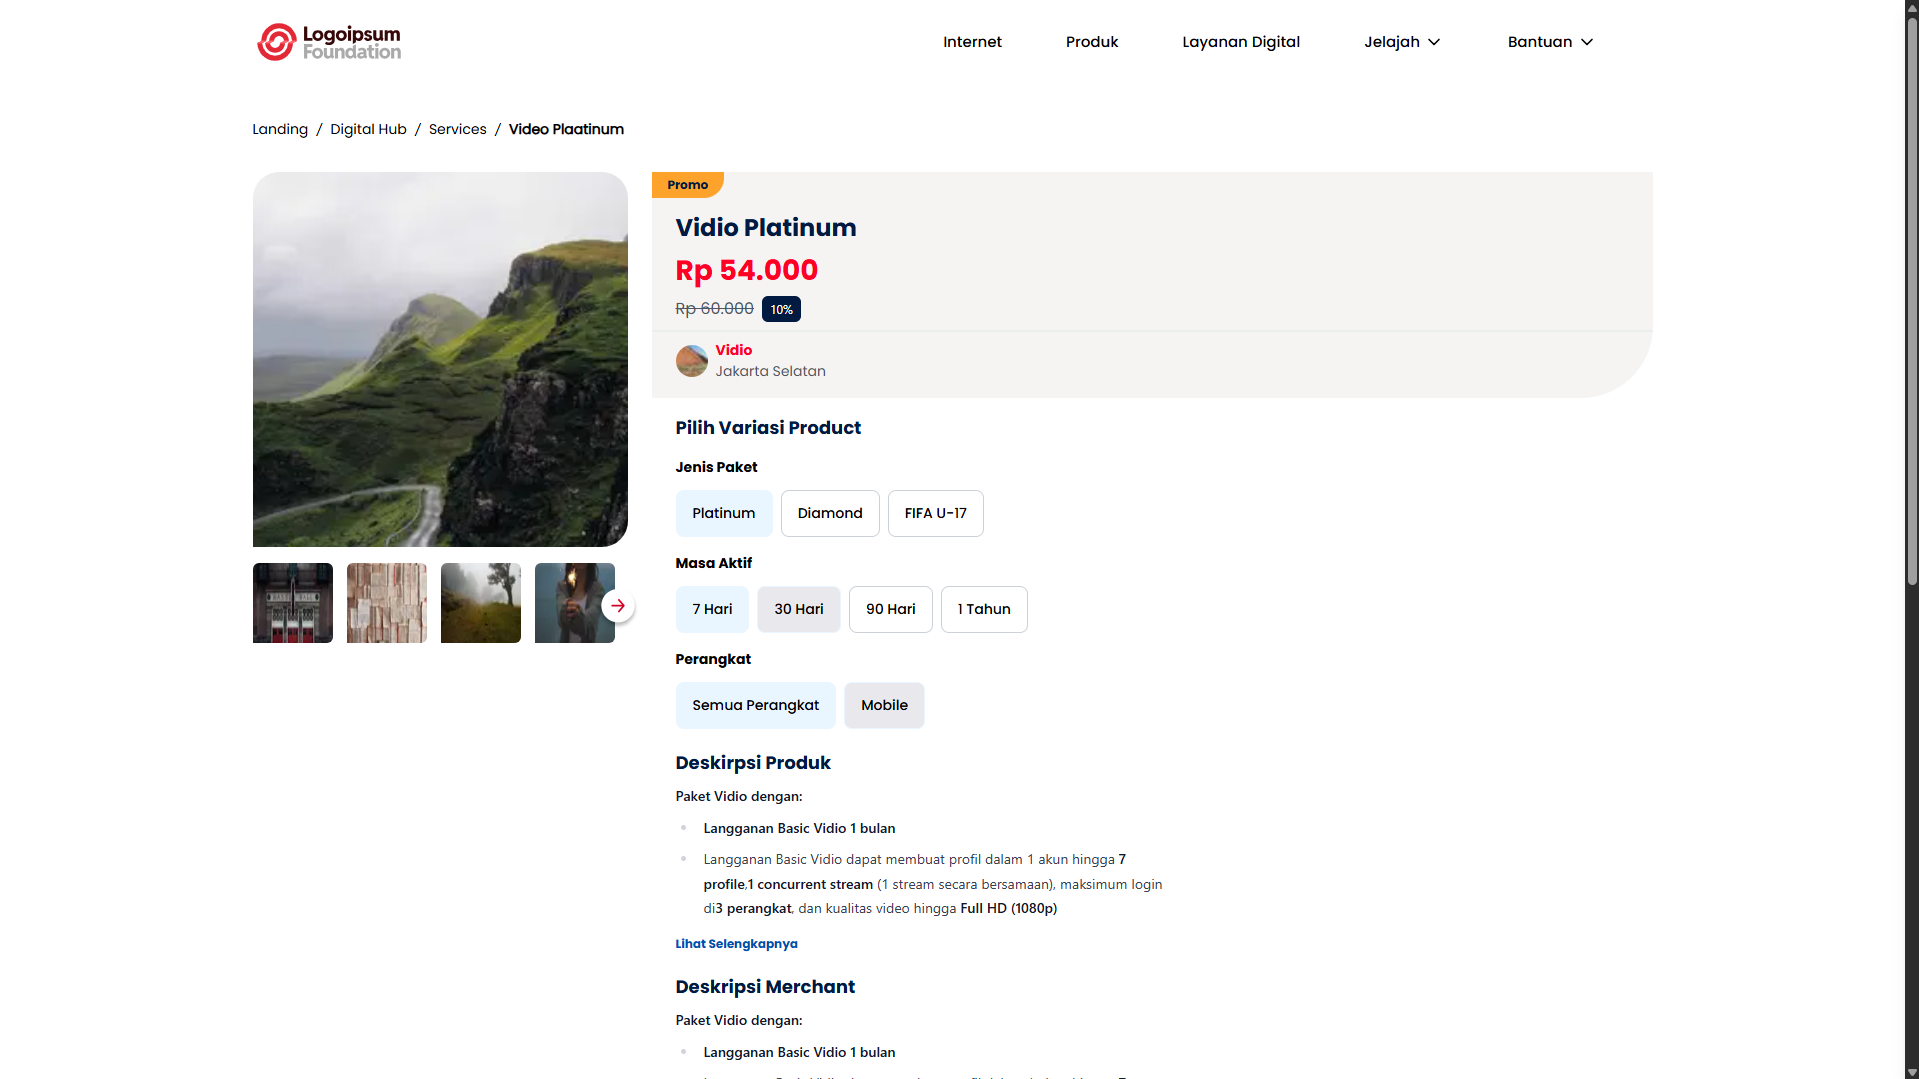 Logoipsum
Foundation
Internet Produk Layanan Digital Jelajah Bantuan
Landing / Digital Hub / Services / Video Plaatinum
Promo
Vidio Platinum
Rp 54.000
Rp 60.000 10%
Vidio
Jakarta Selatan
Pilih Variasi Product
Jenis Paket
Platinum Diamond FIFA U-17
Masa Aktif
7 Hari 30 Hari 90 Hari 1 Tahun
Perangkat
Semua Perangkat Mobile
Deskirpsi Produk
Paket Vidio dengan:
Langganan Basic Vidio 1 bulan
Langganan Basic Vidio dapat membuat profil dalam 1 akun hingga 7
profile,1 concurrent stream (1 stream secara bersamaan), maksimum login
di3 perangkat, dan kualitas video hingga Full HD (1080p)
Lihat Selengkapnya
Deskripsi Merchant
Paket Vidio dengan:
Langganan Basic Vidio 1 bulan